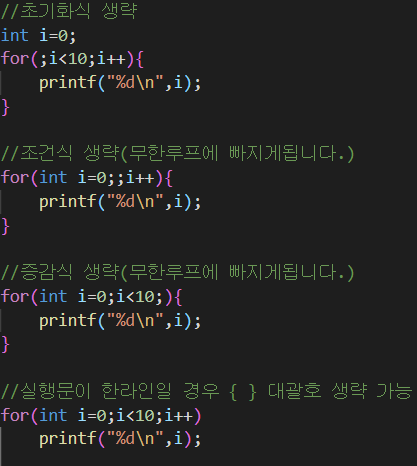 //초기화식 생략
int i=0;
for(;i<10;i++){
    printf("%d\n",i);
}

//조건식 생략(무한루프에 빠지게됩니다.)
for(int i=0;;i++){
    printf("%d\n",i);
}

//증감식 생략(무한루프에 빠지게됩니다.)
for(int i=0;i<10;){
    printf("%d\n",i);
}

//실행문이 한라인일 경우 { } 대괄호 생략 가능
for(int i=0;i<10;i++)
    printf("%d\n",i);